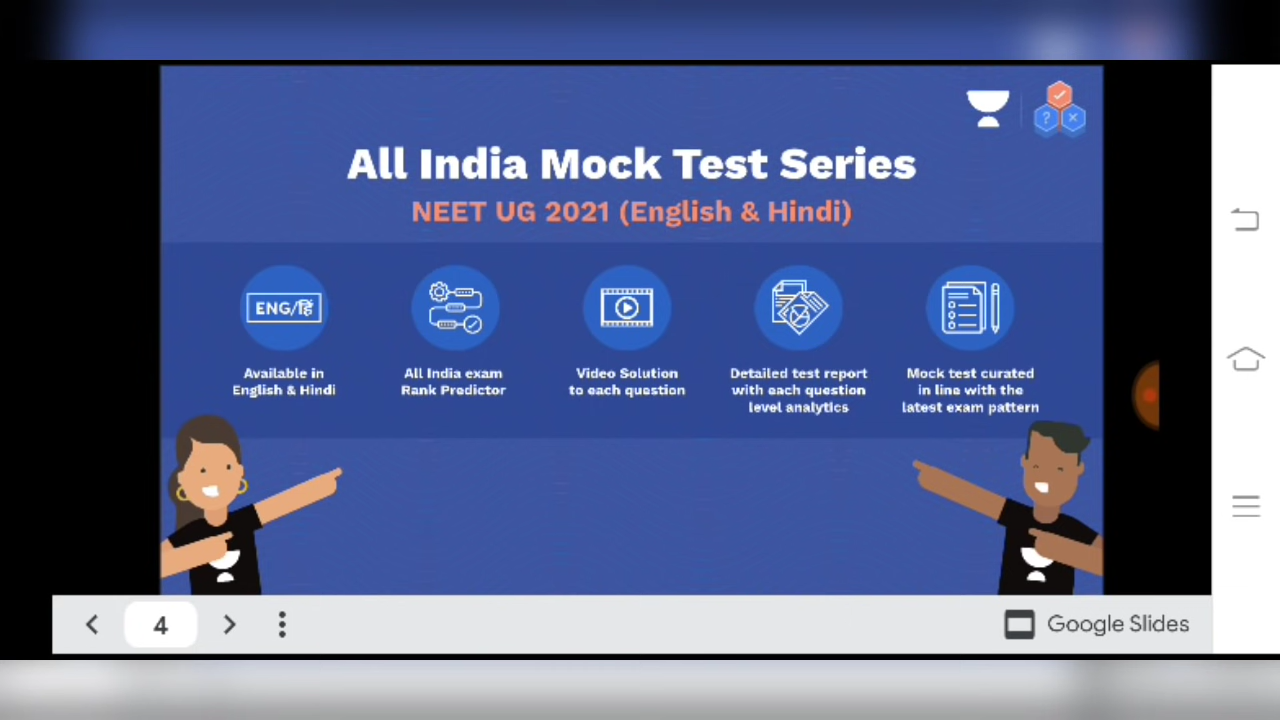 All India Mock Test Series
NEET UG 2021 (English & Hindi)
ENG/हिं
Available in
English & Hindi
All India exam
Rank Predictor
Video Solution
to each question
Detailed test report
with each question
level analytics
Mock test curated
in line with the
latest exam pattern
4
Google Slides